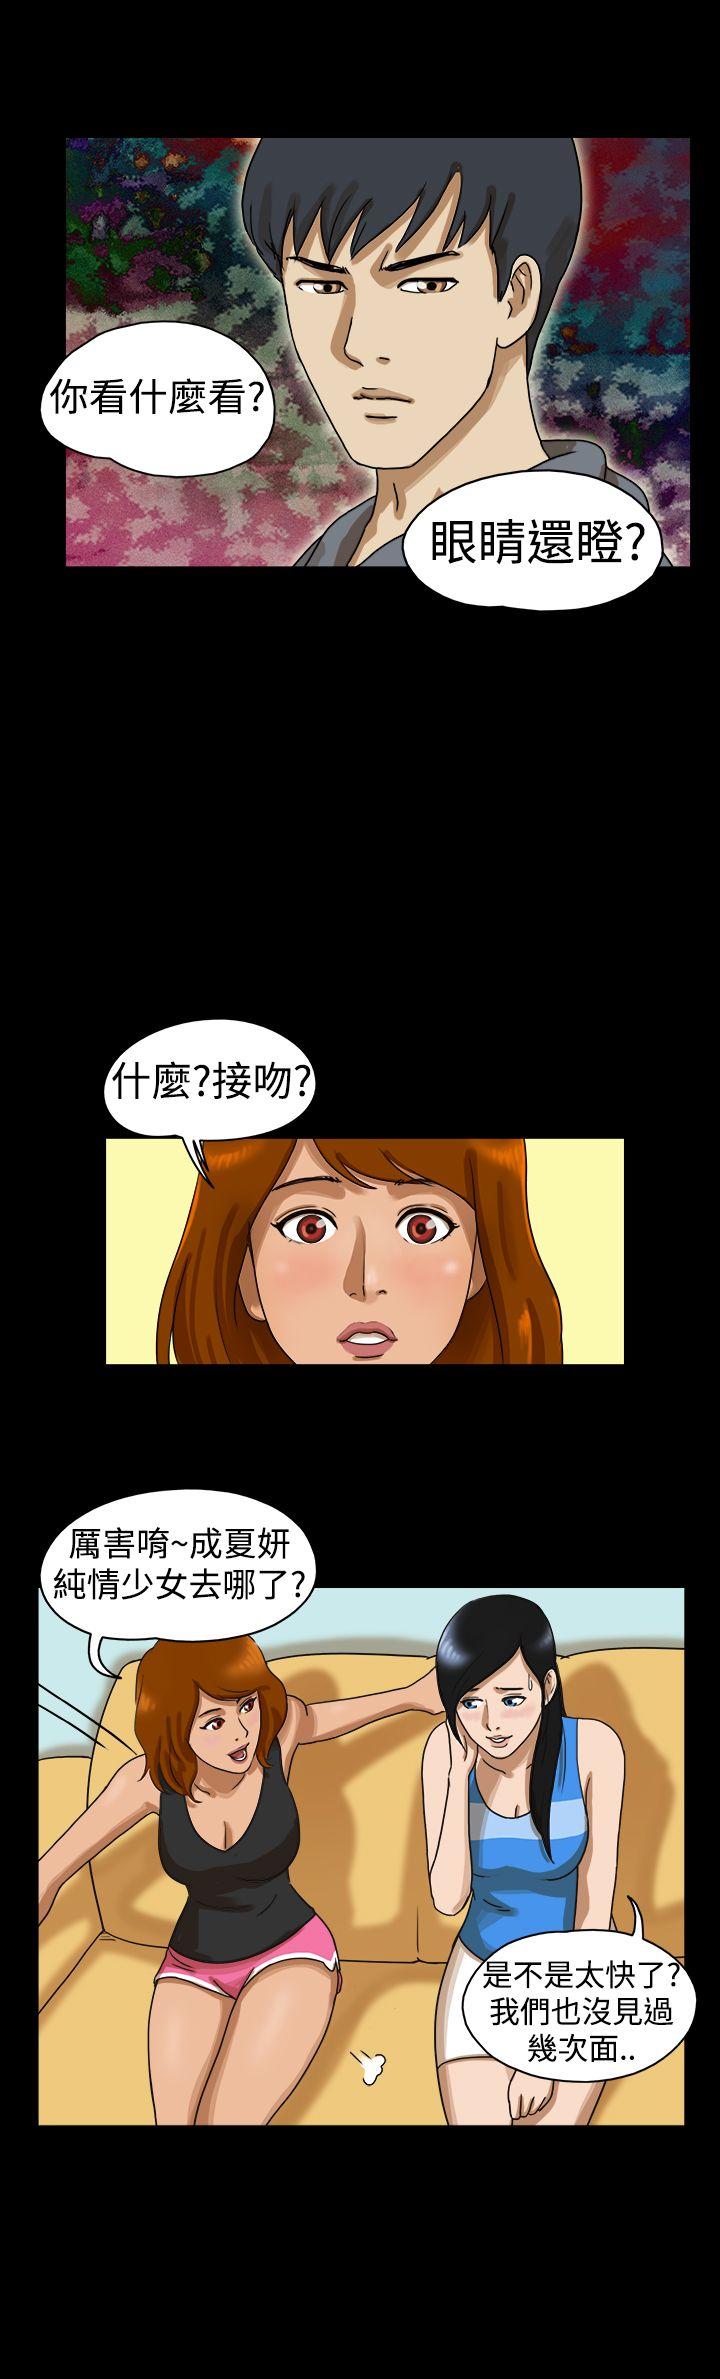 你看什麼看?
眼睛還瞪?
什麼?接吻?
厲害唷~成夏妍
純情少女去哪了?
是不是太快了?
我們也沒見過
幾次面..